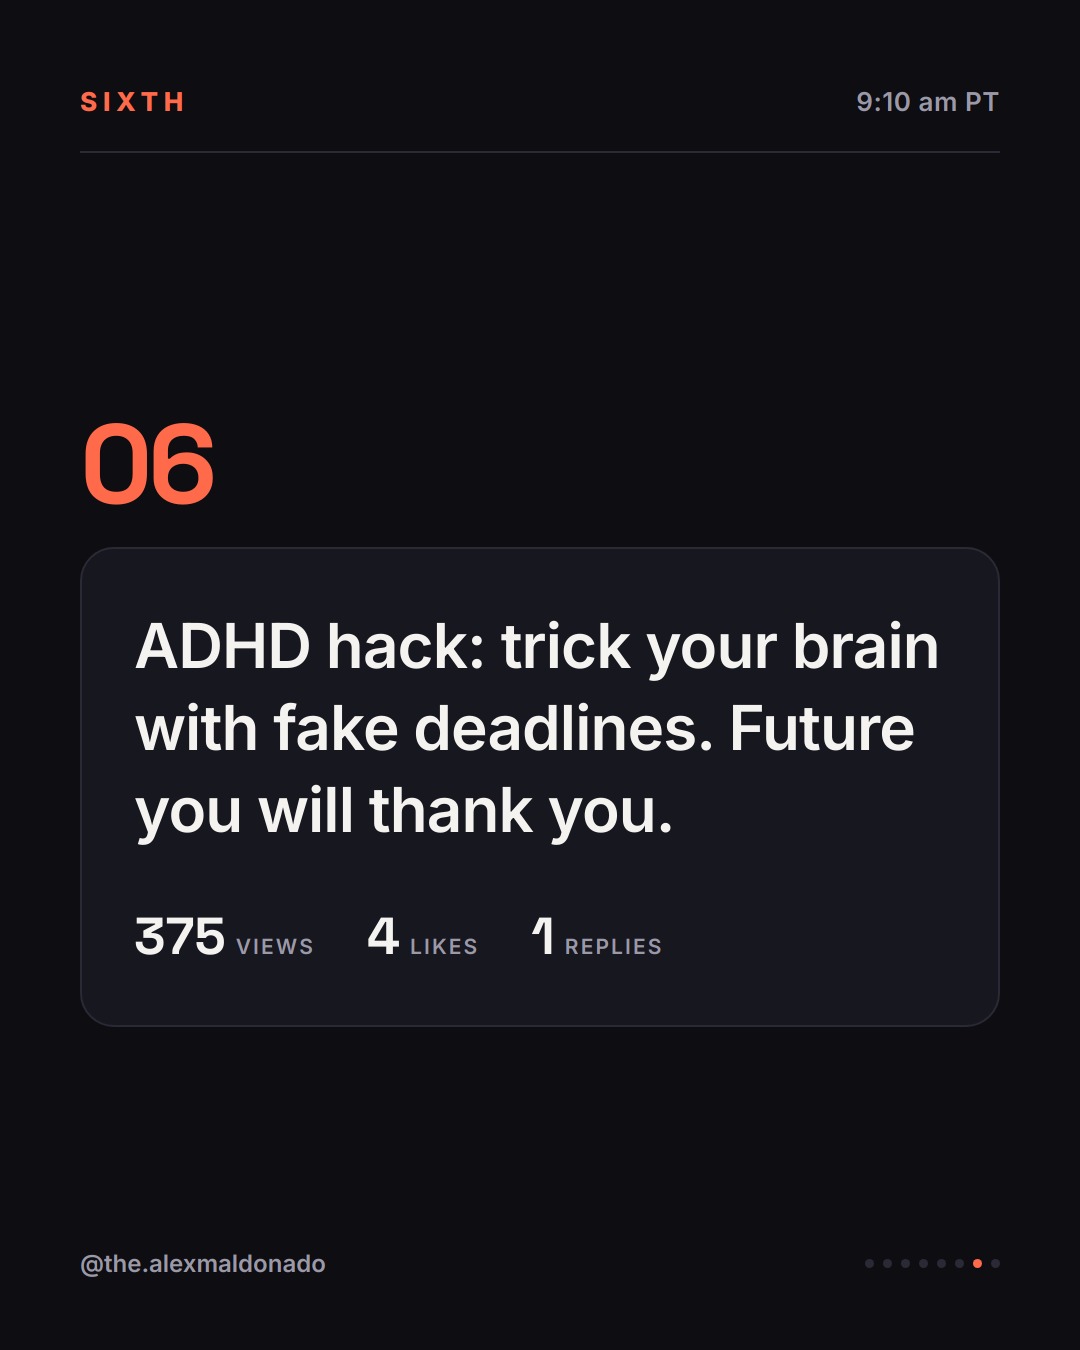 SIXTH
9:10 am PT
06
ADHD hack: trick your brain
with fake deadlines. Future
you will thank you.
375 VIEWS 4 LIKES 1 REPLIES
@the.alexmaldonado